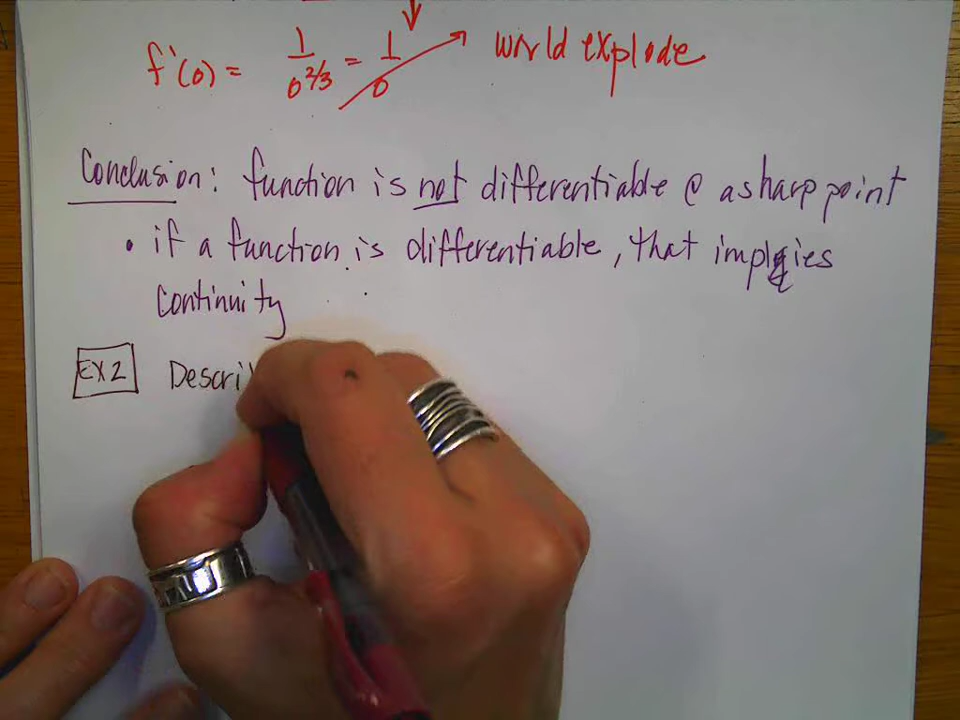 f'(0) = 1/0^{2/3} = 1/0 world explode
Conclusion: function is not differentiable @ a sharp point
• if a function is differentiable, that implies
continuity
EX 2 Descri